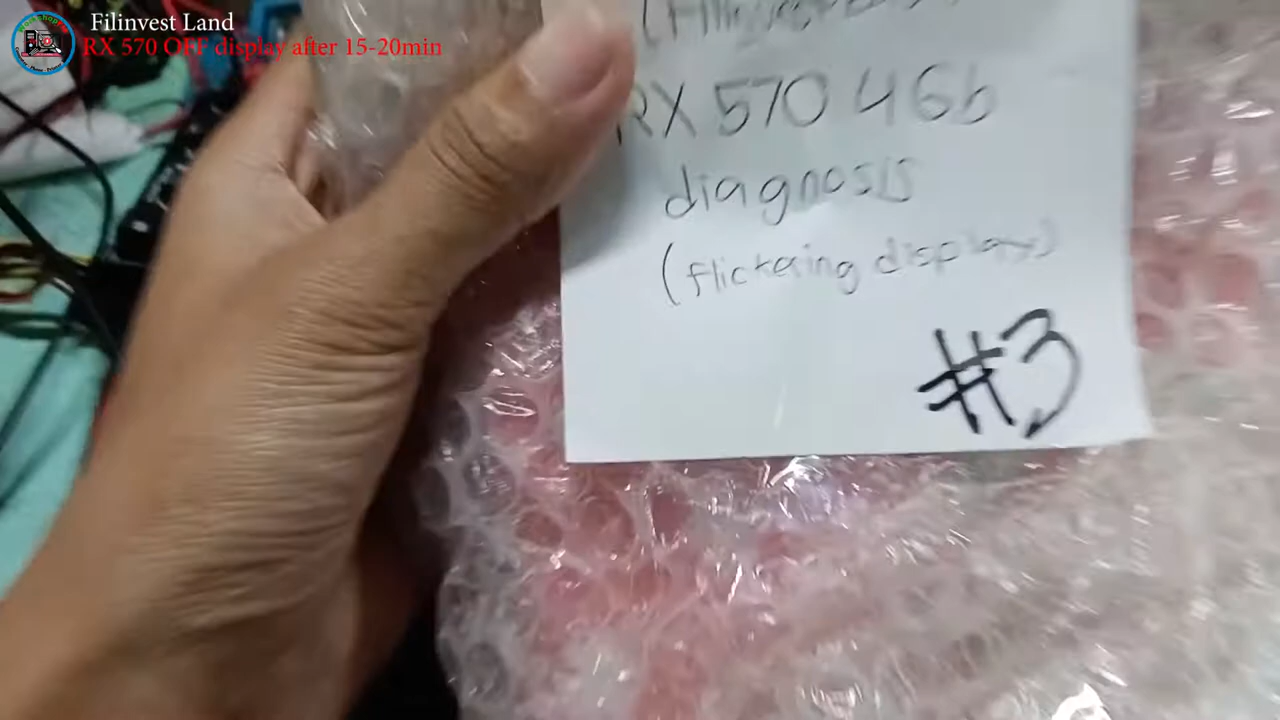 Filinvest Land
RX 570 OFF display after 15-20min
RX 570 4Gb
diagnosis
(flickering display)
#3